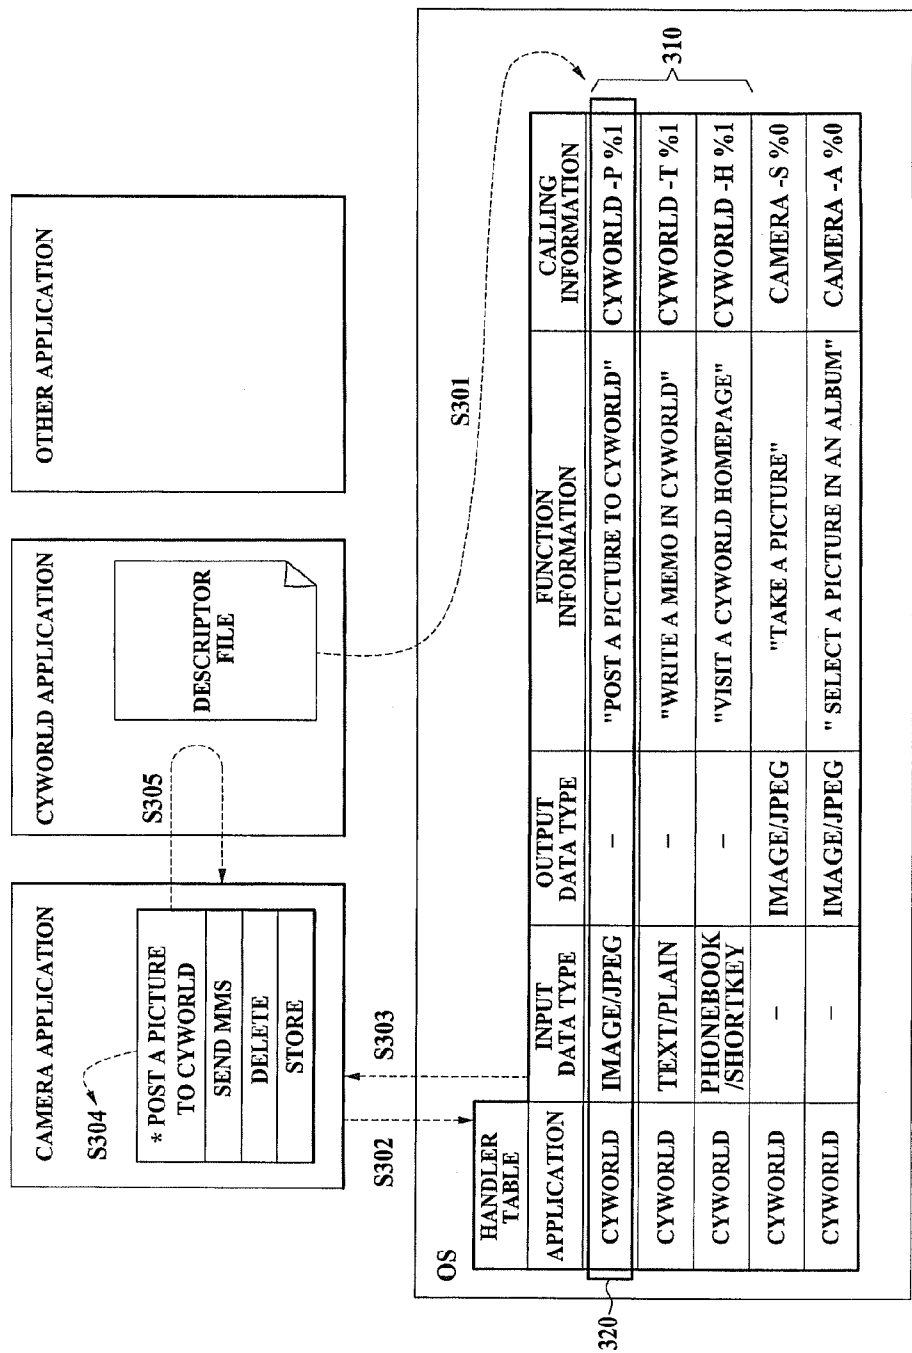 CAMERA APPLICATION
S304
* POST A PICTURE
TO CYWORLD
SEND MMS
DELETE
STORE
CYWORLD APPLICATION
S305
DESCRIPTOR
FILE
OTHER APPLICATION
S302
S303
S301
OS
HANDLER
TABLE
APPLICATION
INPUT
DATA TYPE
OUTPUT
DATA TYPE
FUNCTION
INFORMATION
CALLING
INFORMATION
CYWORLD
IMAGE/JPEG
–
"POST A PICTURE TO CYWORLD"
CYWORLD -P %1
CYWORLD
TEXT/PLAIN
–
"WRITE A MEMO IN CYWORLD"
CYWORLD -T %1
CYWORLD
PHONEBOOK
/SHORTKEY
–
"VISIT A CYWORLD HOMEPAGE"
CYWORLD -H %1
CYWORLD
–
IMAGE/JPEG
"TAKE A PICTURE"
CAMERA -S %0
CYWORLD
–
IMAGE/JPEG
" SELECT A PICTURE IN AN ALBUM"
CAMERA -A %0
320
310